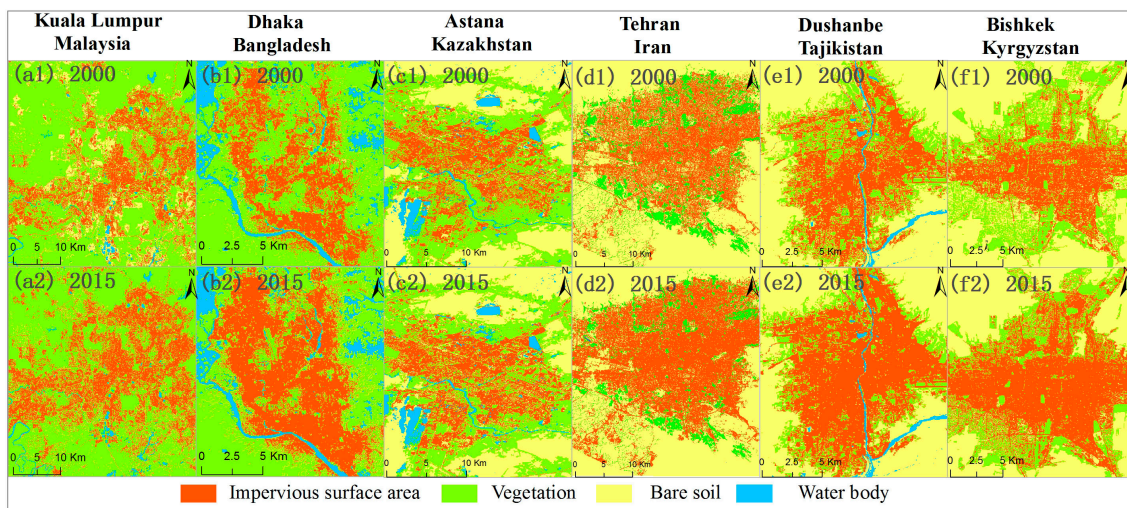 Kuala Lumpur Malaysia
Dhaka Bangladesh
Astana Kazakhstan
Tehran Iran
Dushanbe Tajikistan
Bishkek Kyrgyzstan
(a1) 2000
(b1) 2000
(c1) 2000
(d1) 2000
(e1) 2000
(f1) 2000
N N N N N N
0 5 10 Km
0 2.5 5 Km
0 5 10 Km
0 5 10 Km
0 2.5 5 Km
0 2.5 5 Km
(a2) 2015
(b2) 2015
(c2) 2015
(d2) 2015
(e2) 2015
(f2) 2015
N N N N N N
0 5 10 Km
0 2.5 5 Km
0 5 10 Km
0 5 10 Km
0 2.5 5 Km
0 2.5 5 Km
Impervious surface area Vegetation Bare soil Water body